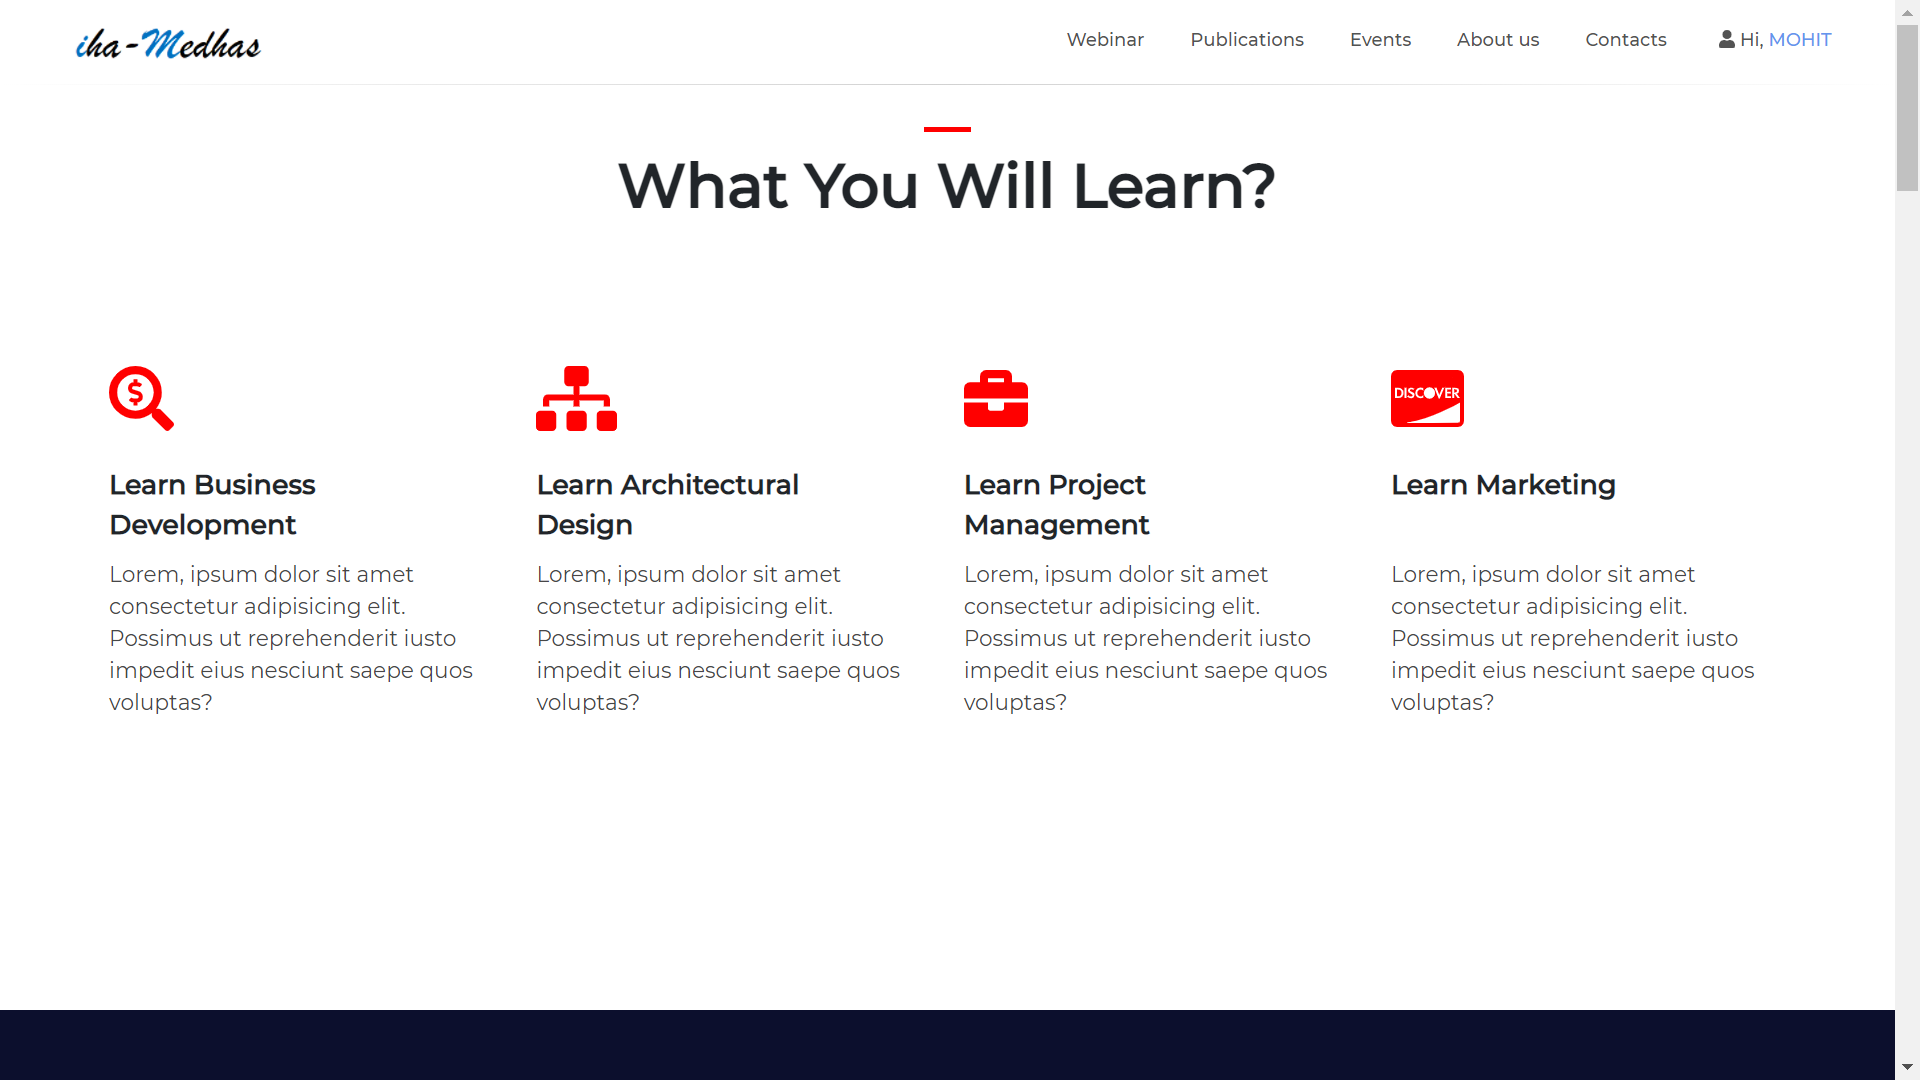 iha-Medhas
Webinar Publications Events About us Contacts Hi, MOHIT
What You Will Learn?
$
DISCOVER
Learn Business
Development
Lorem, ipsum dolor sit amet
consectetur adipisicing elit.
Possimus ut reprehenderit iusto
impedit eius nesciunt saepe quos
voluptas?
Learn Architectural
Design
Lorem, ipsum dolor sit amet
consectetur adipisicing elit.
Possimus ut reprehenderit iusto
impedit eius nesciunt saepe quos
voluptas?
Learn Project
Management
Lorem, ipsum dolor sit amet
consectetur adipisicing elit.
Possimus ut reprehenderit iusto
impedit eius nesciunt saepe quos
voluptas?
Learn Marketing
Lorem, ipsum dolor sit amet
consectetur adipisicing elit.
Possimus ut reprehenderit iusto
impedit eius nesciunt saepe quos
voluptas?